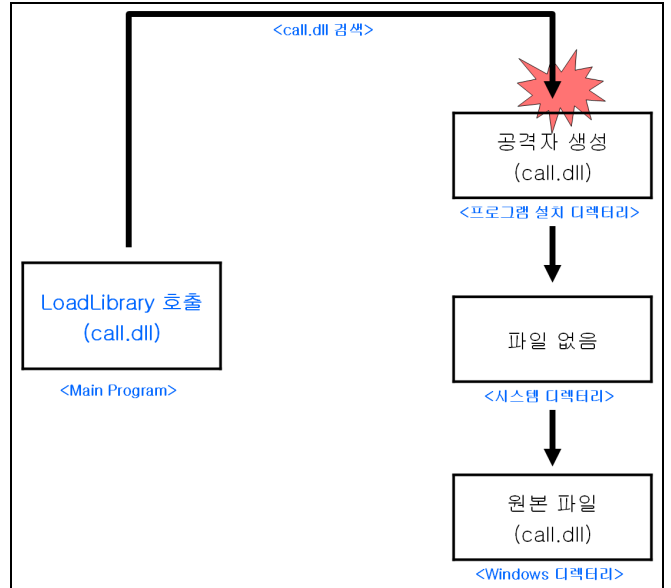 <call.dll 검색>
공격자 생성
(call.dll)
<프로그램 설치 디렉터리>
LoadLibrary 호출
(call.dll)
<Main Program>
파일 없음
<시스템 디렉터리>
원본 파일
(call.dll)
<Windows 디렉터리>